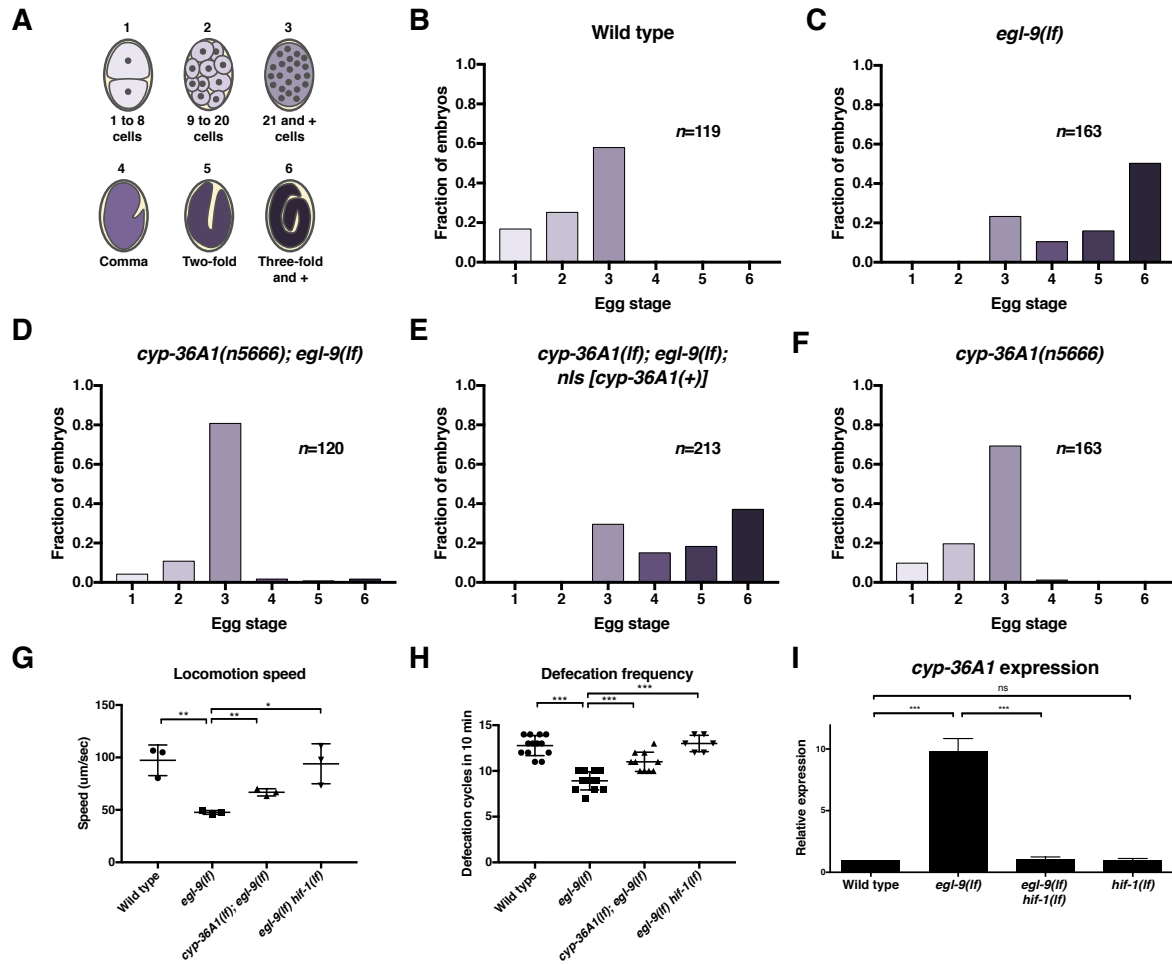 A
1
2
3
1 to 8
cells
9 to 20
cells
21 and +
cells
4
5
6
Comma
Two-fold
Three-fold
and +
B
Wild type
n=119
Fraction of embryos
1.0
0.8
0.6
0.4
0.2
0.0
1 2 3 4 5 6
Egg stage
C
egl-9(lf)
n=163
Fraction of embryos
1.0
0.8
0.6
0.4
0.2
0.0
1 2 3 4 5 6
Egg stage
D
cyp-36A1(n5666); egl-9(lf)
n=120
Fraction of embryos
1.0
0.8
0.6
0.4
0.2
0.0
1 2 3 4 5 6
Egg stage
E
cyp-36A1(lf); egl-9(lf);
nIs [cyp-36A1(+)]
n=213
Fraction of embryos
1.0
0.8
0.6
0.4
0.2
0.0
1 2 3 4 5 6
Egg stage
F
cyp-36A1(n5666)
n=163
Fraction of embryos
1.0
0.8
0.6
0.4
0.2
0.0
1 2 3 4 5 6
Egg stage
G
Locomotion speed
*
** **
Speed (um/sec)
150
100
50
0
Wild type
egl-9(lf)
cyp-36A1(lf); egl-9(lf)
egl-9(lf) hif-1(lf)
H
Defecation frequency
***
*** ***
Defecation cycles in 10 min
15
10
5
0
Wild type
egl-9(lf)
cyp-36A1(lf); egl-9(lf)
egl-9(lf) hif-1(lf)
I
cyp-36A1 expression
ns
*** ***
Relative expression
10
5
0
Wild type
egl-9(lf)
egl-9(lf)
hif-1(lf)
hif-1(lf)